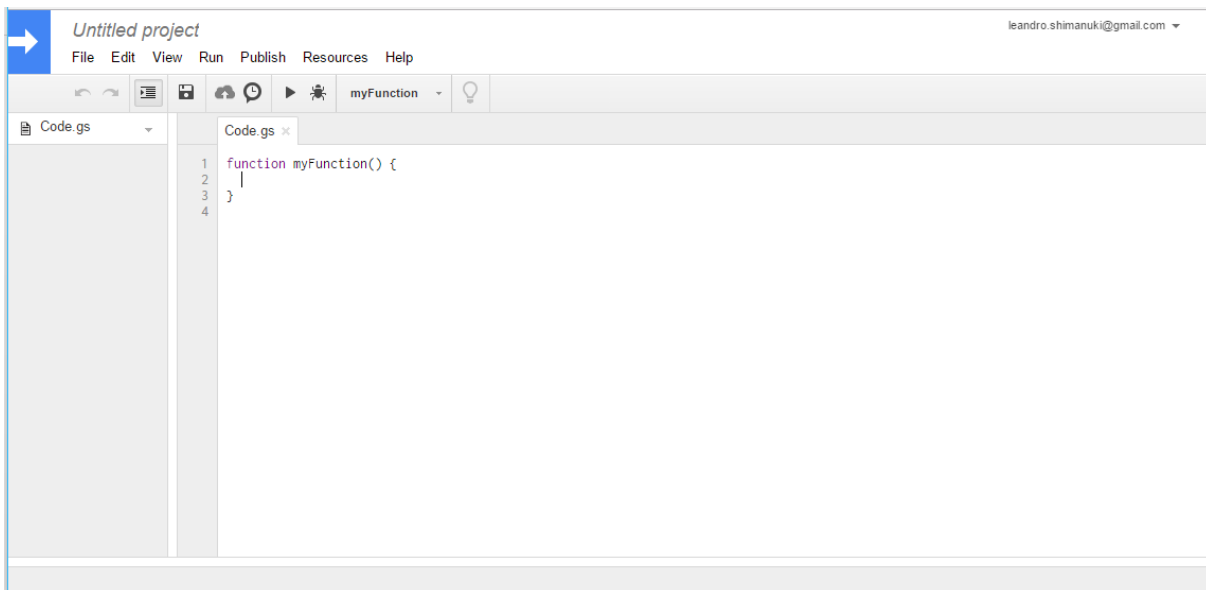 Untitled project
leandro.shimanuki@gmail.com
File Edit View Run Publish Resources Help
myFunction
Code.gs
Code.gs ×
1 function myFunction() {
2
3 }
4